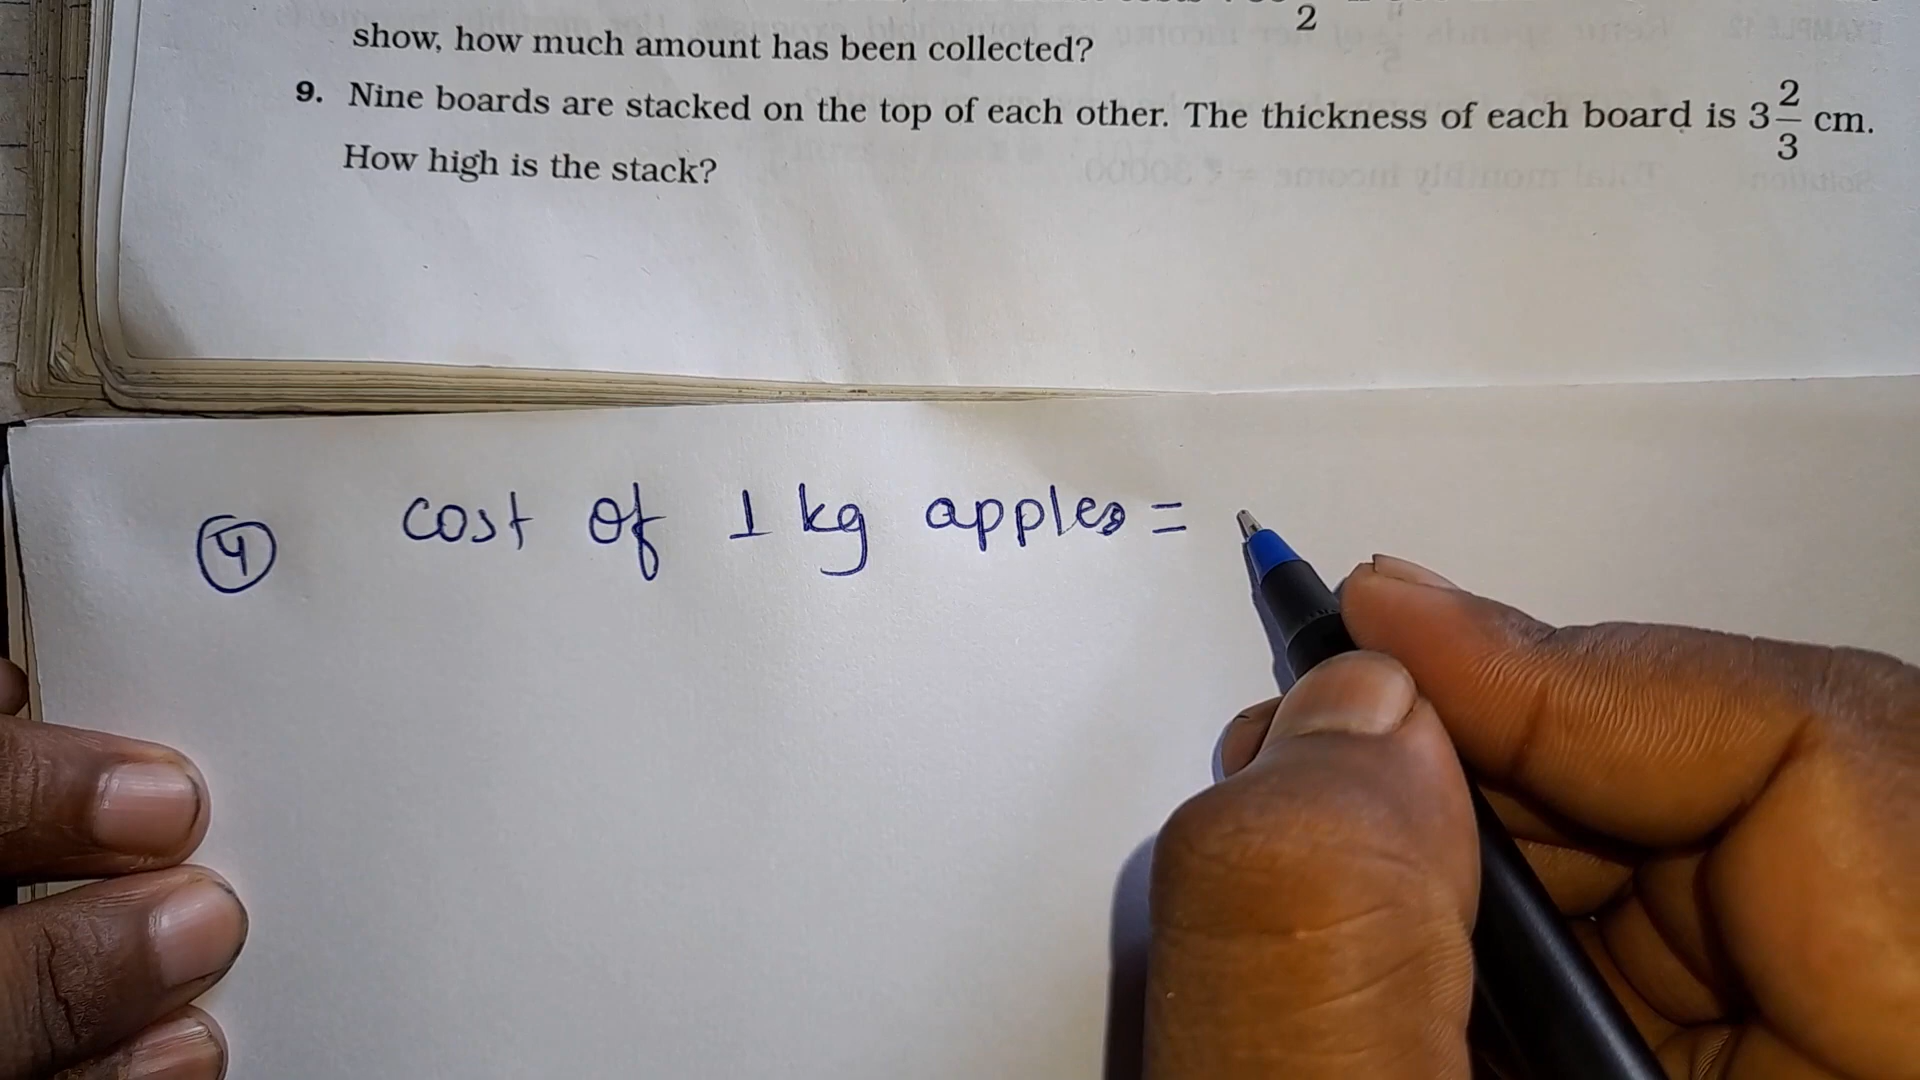 2
show, how much amount has been collected?
9. Nine boards are stacked on the top of each other. The thickness of each board is 3 2/3 cm.
How high is the stack?
4 cost of 1 kg apples =